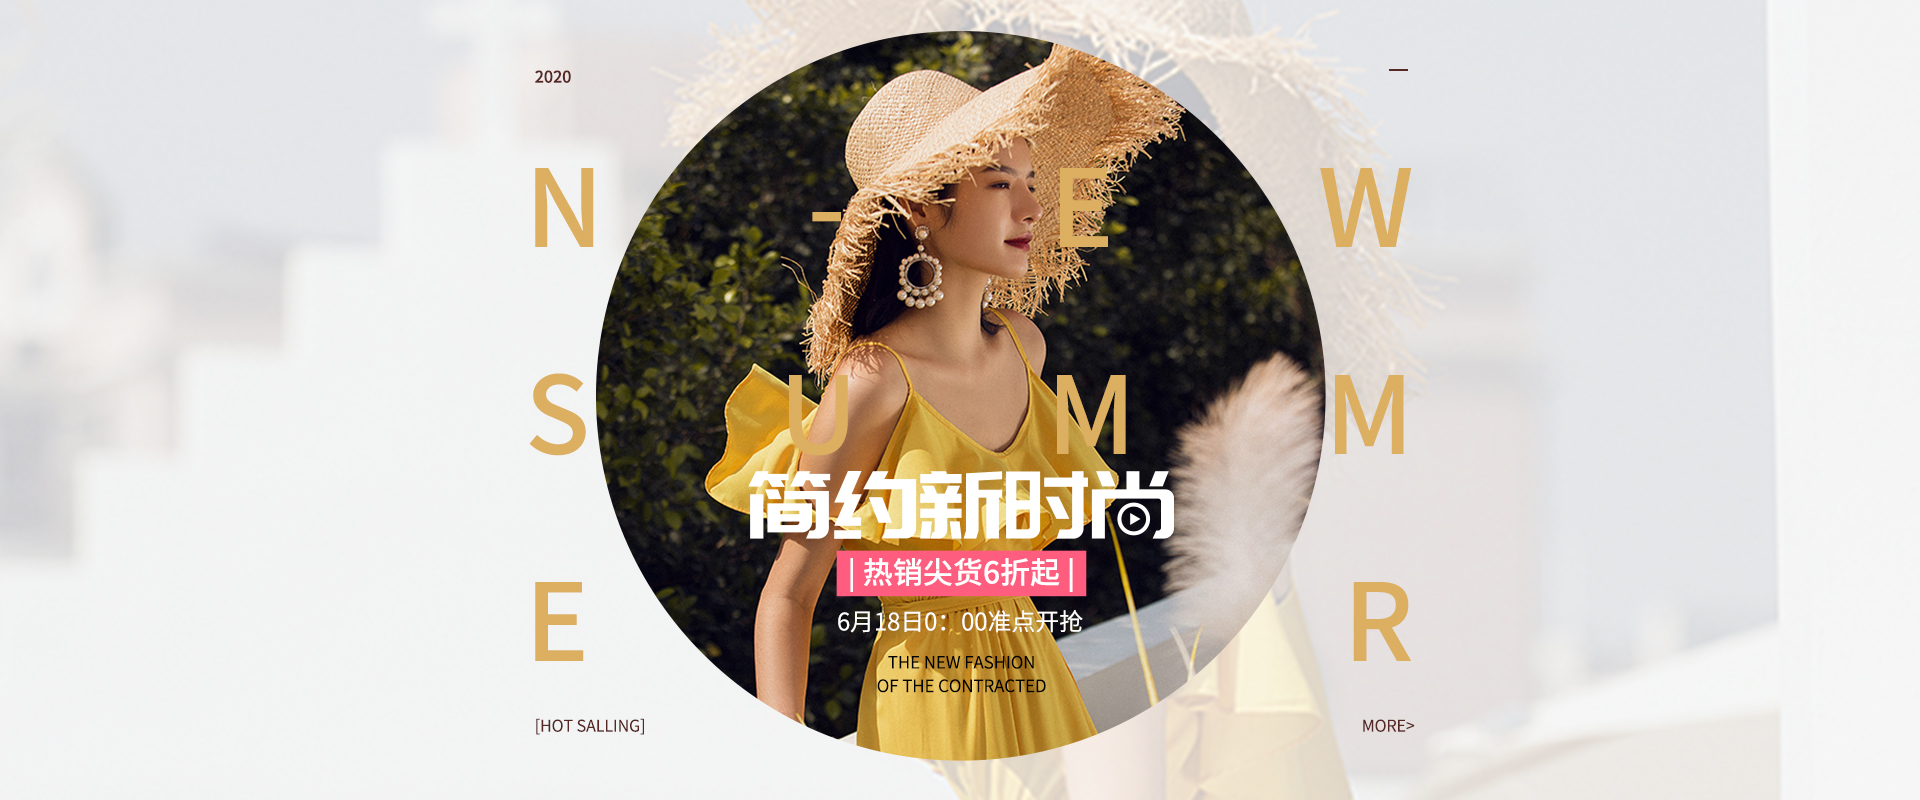 2020 —
N - E W
S U M M
简约新时尚
| 热销尖货6折起 |
E R
6月18日0：00准点开抢
THE NEW FASHION
OF THE CONTRACTED
[HOT SALLING] MORE>